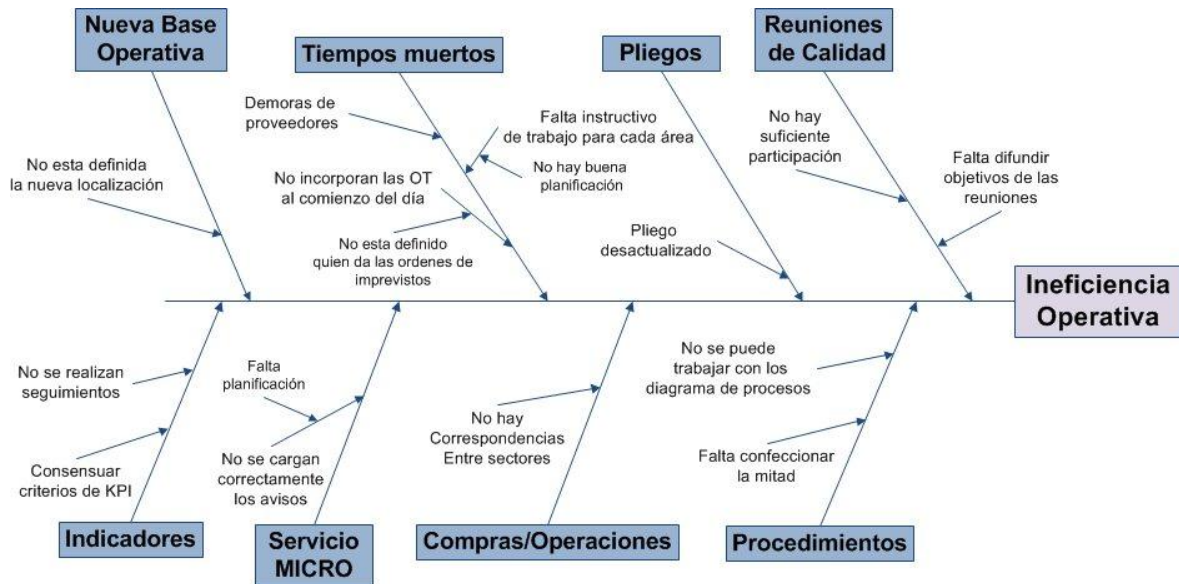 Nueva Base
Operativa
Tiempos muertos
Pliegos
Reuniones
de Calidad
Demoras de
proveedores
Falta instructivo
de trabajo para cada área
No hay buena
planificación
No hay
suficiente
participación
Falta difundir
objetivos de las
reuniones
No esta definida
la nueva localización
No incorporan las OT
al comienzo del día
No esta definido
quien da las ordenes de
imprevistos
Pliego
desactualizado
Ineficiencia
Operativa
No se realizan
seguimientos
Falta
planificación
No se puede
trabajar con los
diagrama de procesos
No hay
Correspondencias
Entre sectores
Consensuar
criterios de KPI
No se cargan
correctamente
los avisos
Falta confeccionar
la mitad
Indicadores
Servicio
MICRO
Compras/Operaciones
Procedimientos